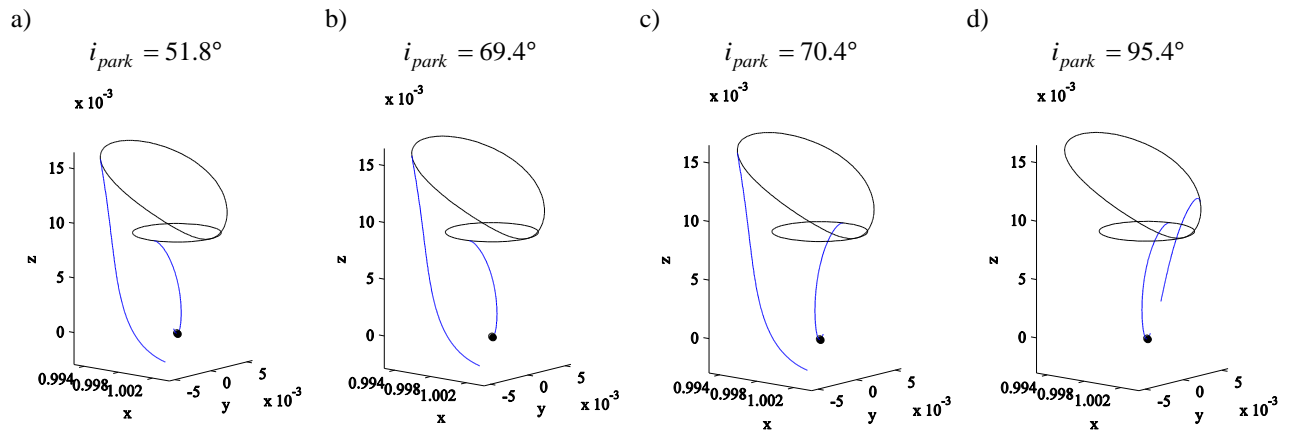 a)
i_park = 51.8°
x 10⁻³
15
10
5
0
z
0.994
0.998
1.002
x
-5
0
5
y
x 10⁻³
b)
i_park = 69.4°
x 10⁻³
15
10
5
0
z
0.994
0.998
1.002
x
-5
0
5
y
x 10⁻³
c)
i_park = 70.4°
x 10⁻³
15
10
5
0
z
0.994
0.998
1.002
x
-5
0
5
y
x 10⁻³
d)
i_park = 95.4°
x 10⁻³
15
10
5
0
z
0.994
0.998
1.002
x
-5
0
5
y
x 10⁻³